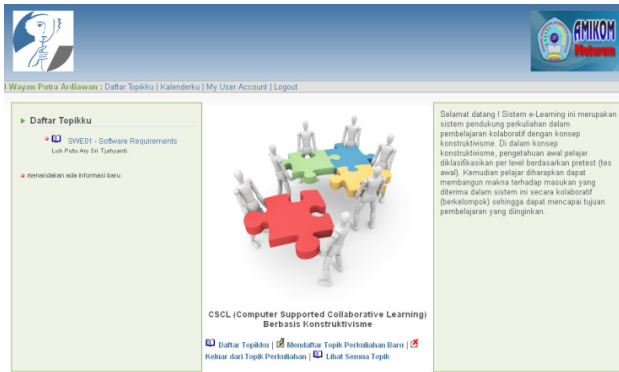 AMIKOM
Mataram
I Wayan Putra Ardiawan : Daftar Topikku | Kalenderku | My User Account | Logout
Daftar Topikku
SWE01 - Software Requirements
Luh Putu Ary Sri Tjahyanti
menandakan ada informasi baru
CSCL (Computer Supported Collaborative Learning)
Berbasis Konstruktivisme
Daftar Topikku | Mendaftar Topik Perkuliahan Baru |
Keluar dari Topik Perkuliahan | Lihat Semua Topik
Selamat datang ! Sistem e-Learning ini merupakan
sistem pendukung perkuliahan dalam
pembelajaran kolaboratif dengan konsep
konstruktivisme. Di dalam konsep
konstruktivisme, pengetahuan awal pelajar
diklasifikasikan per level berdasarkan pretest (tes
awal). Kemudian pelajar diharapkan dapat
membangun makna terhadap masukan yang
diterima dalam sistem ini secara kolaboratif
(berkelompok) sehingga dapat mencapai tujuan
pembelajaran yang diinginkan.